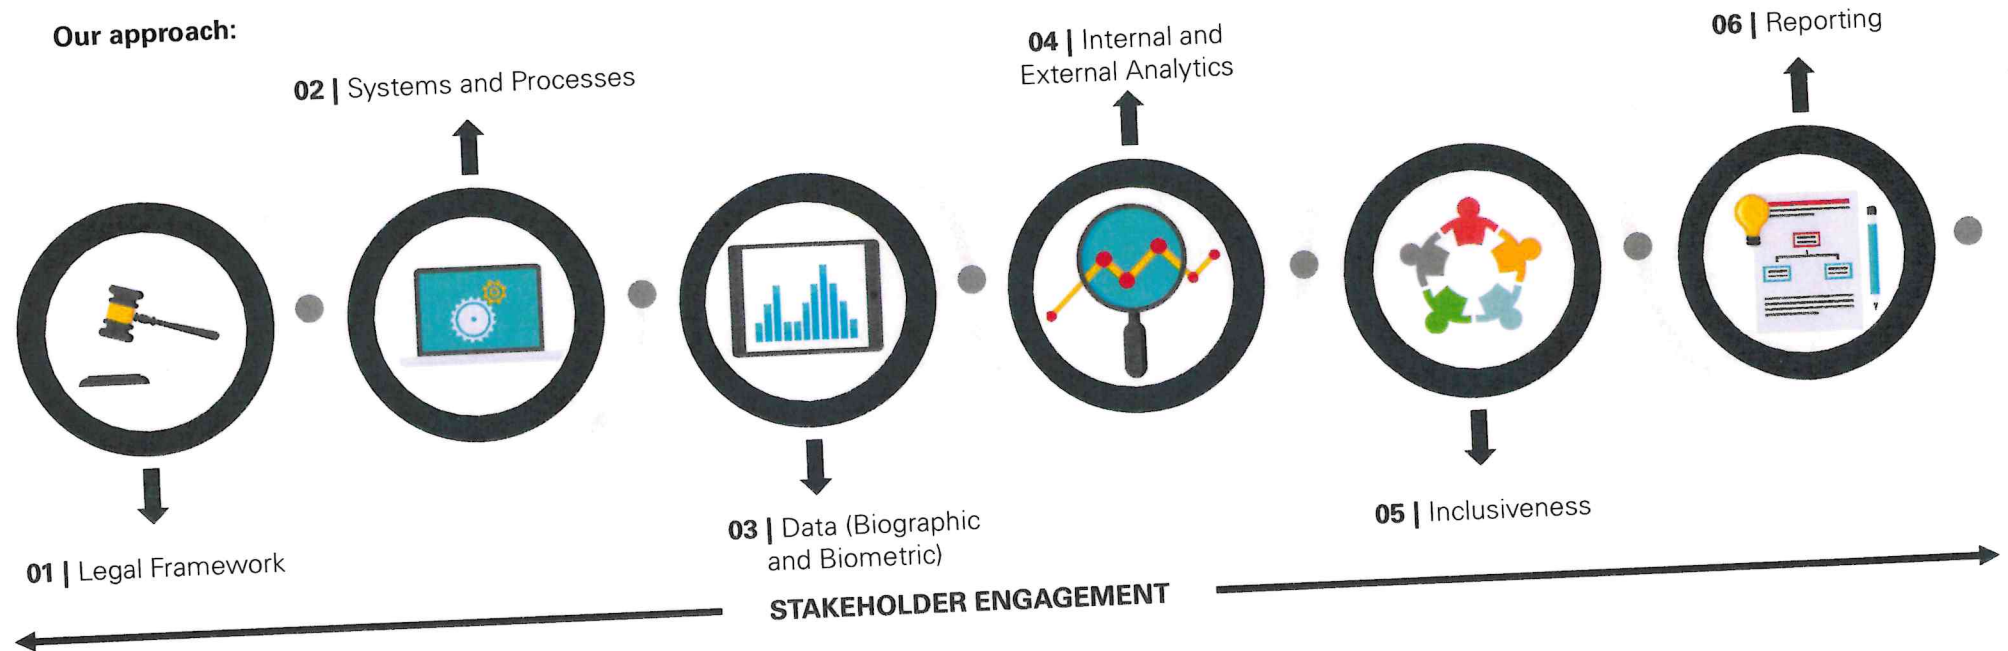 Our approach:
01 | Legal Framework
02 | Systems and Processes
03 | Data (Biographic
and Biometric)
04 | Internal and
External Analytics
05 | Inclusiveness
06 | Reporting
STAKEHOLDER ENGAGEMENT